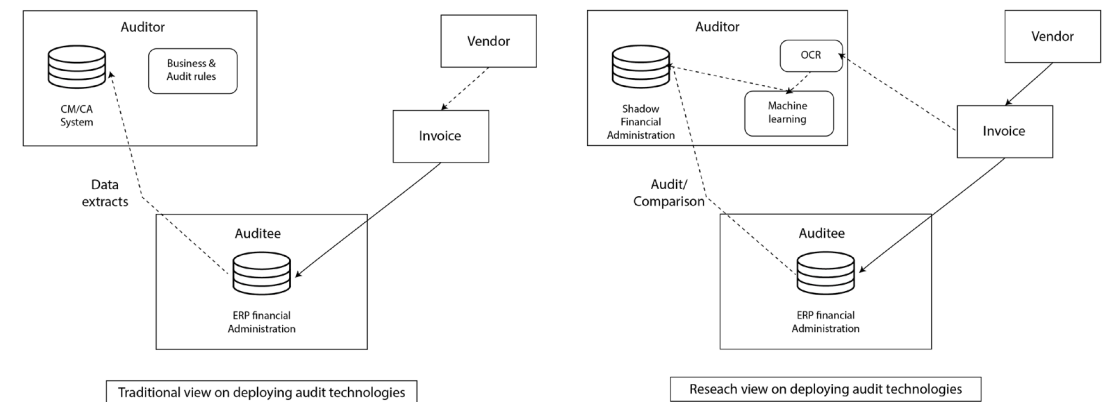 Auditor
CM/CA
System
Business &
Audit rules
Vendor
Invoice
Data
extracts
Auditee
ERP financial
Administration
Traditional view on deploying audit technologies
Auditor
Shadow
Financial
Administration
OCR
Machine
learning
Vendor
Invoice
Audit/
Comparison
Auditee
ERP financial
Administration
Reseach view on deploying audit technologies